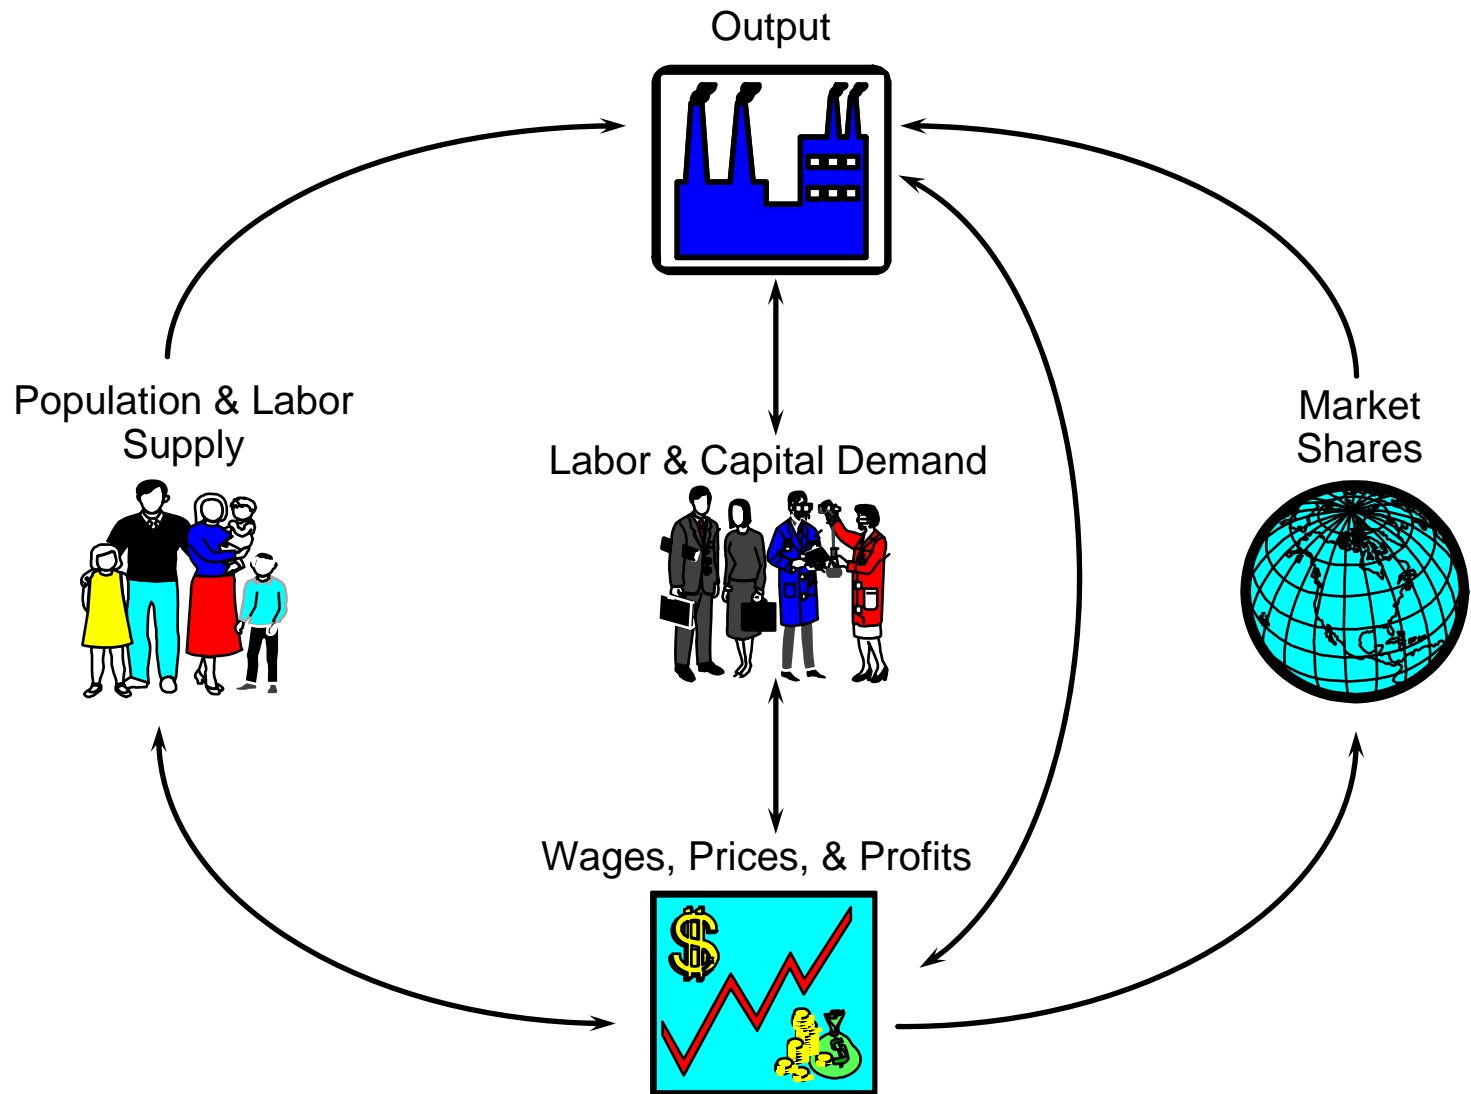 Output
Population & Labor
Supply
Labor & Capital Demand
Market
Shares
Wages, Prices, & Profits
$
$